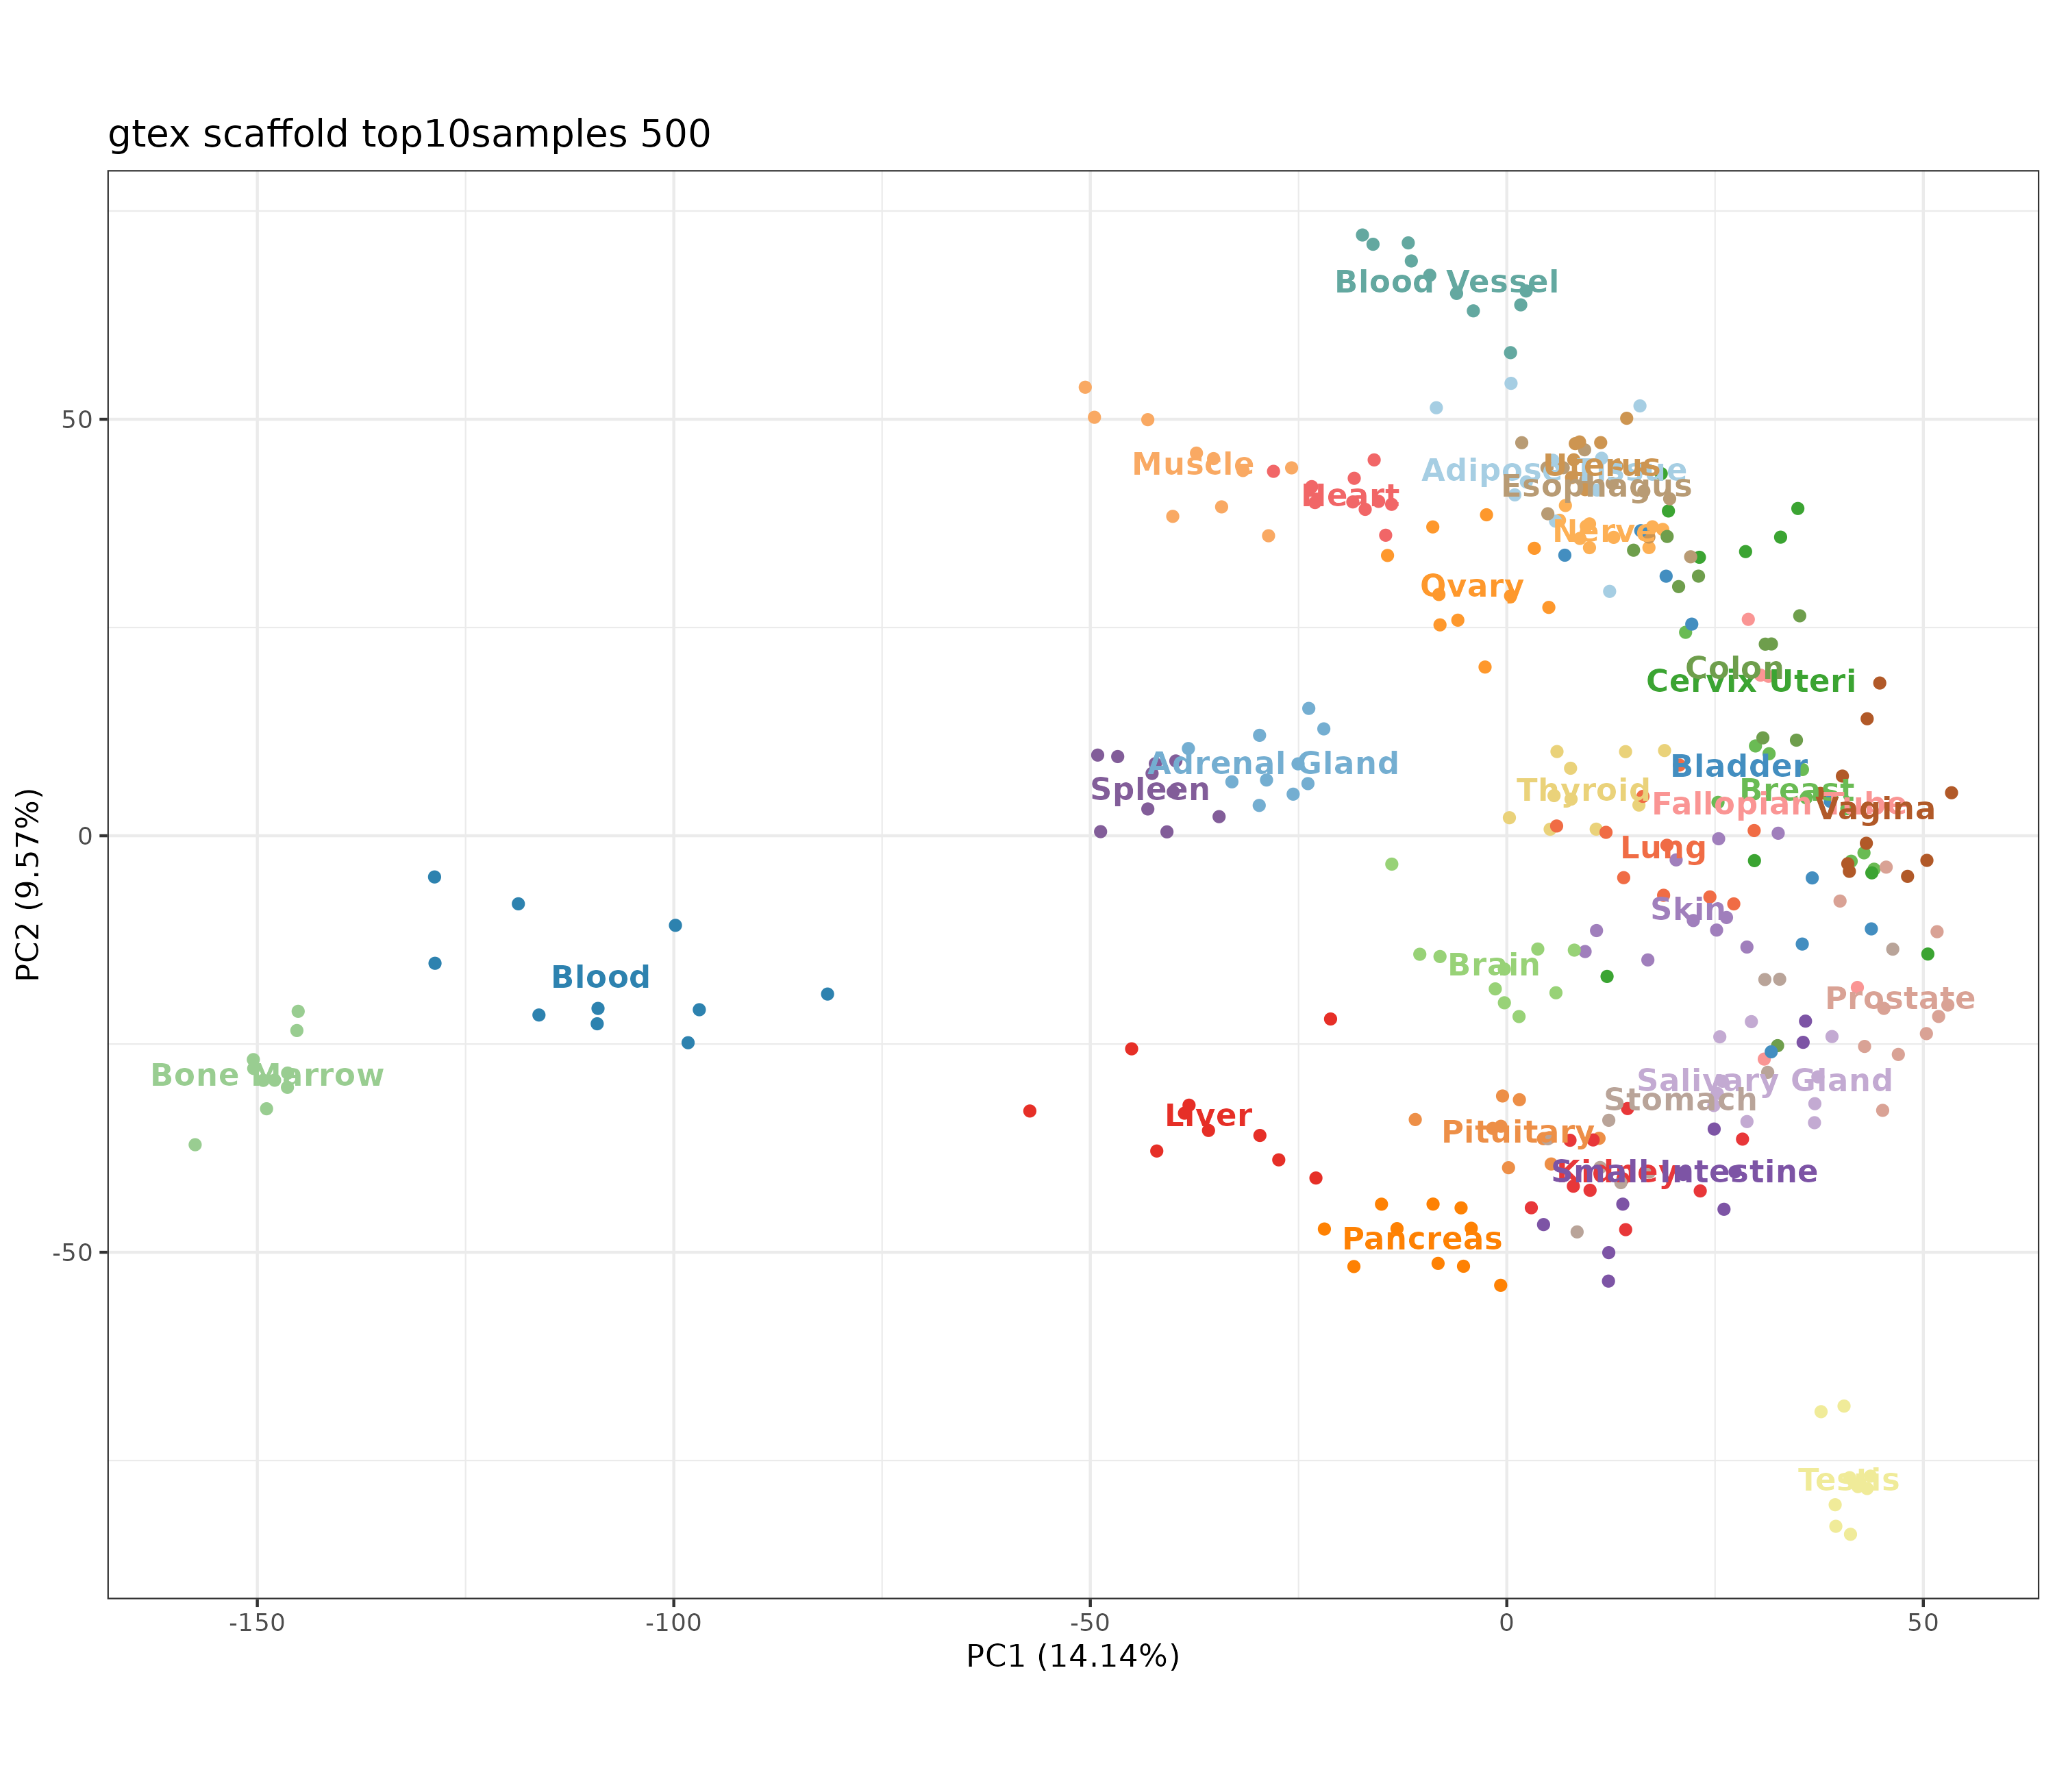 gtex scaffold top10samples 500
Blood Vessel
Muscle
Uterus
Adipose Tissue
Esophagus
Heart
Nerve
Ovary
Colon
Cervix Uteri
Adrenal Gland
Bladder
Spleen
Thyroid
Breast
Fallopian Tube
Vagina
Lung
Skin
Brain
Blood
Prostate
Bone Marrow
Salivary Gland
Stomach
Liver
Pituitary
Kidney
Small Intestine
Pancreas
Testis
50
0
-50
PC2 (9.57%)
-150
-100
-50
0
50
PC1 (14.14%)